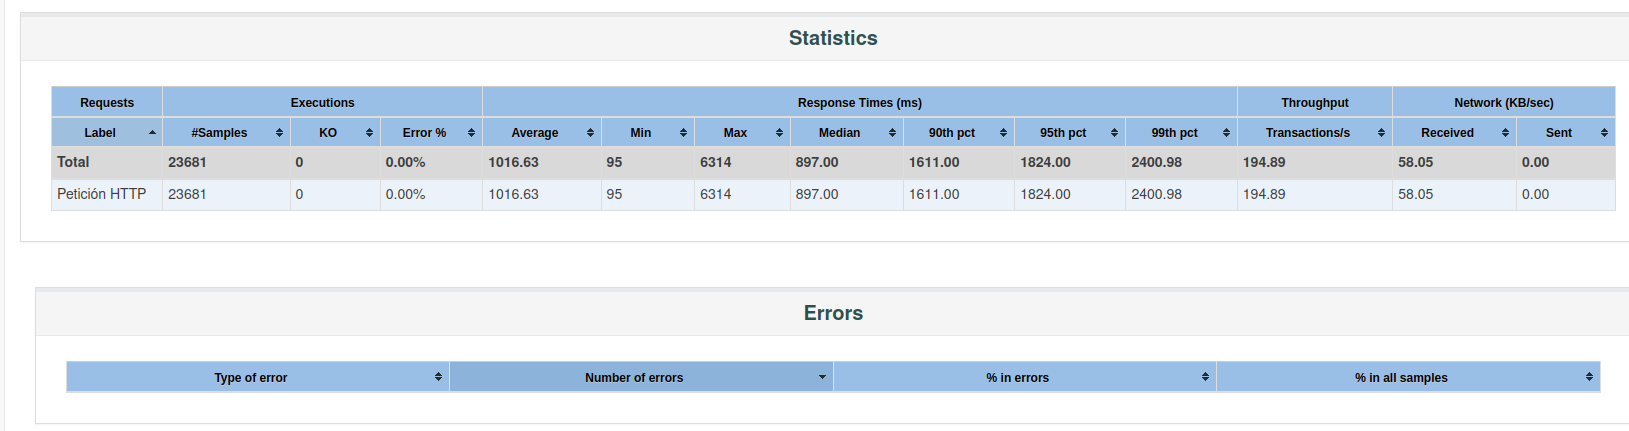 Statistics
Requests Executions Response Times (ms) Throughput Network (KB/sec)
Label #Samples KO Error % Average Min Max Median 90th pct 95th pct 99th pct Transactions/s Received Sent
Total 23681 0 0.00% 1016.63 95 6314 897.00 1611.00 1824.00 2400.98 194.89 58.05 0.00
Petición HTTP 23681 0 0.00% 1016.63 95 6314 897.00 1611.00 1824.00 2400.98 194.89 58.05 0.00
Errors
Type of error Number of errors % in errors % in all samples